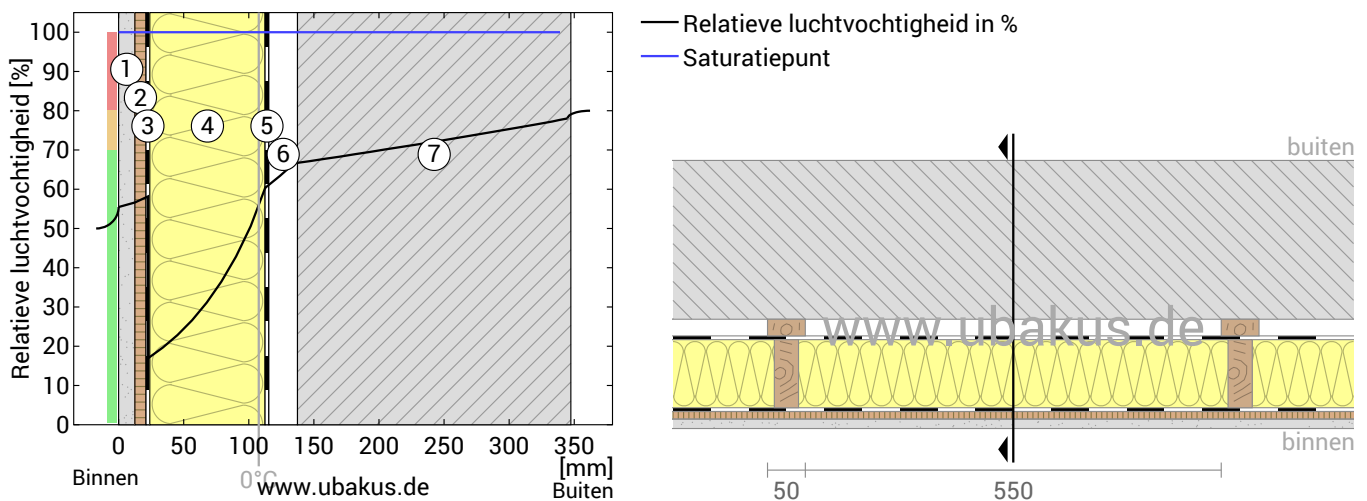 Relatieve luchtvochtigheid in %
Saturatiepunt
Relatieve luchtvochtigheid [%]
100
90
80
70
60
50
40
30
20
10
0
1
2
3
4
5
6
7
0 50 100 150 200 250 300 350
[mm]
Binnen
0°C
www.ubakus.de
Buiten
buiten
www.ubakus.de
binnen
50 550